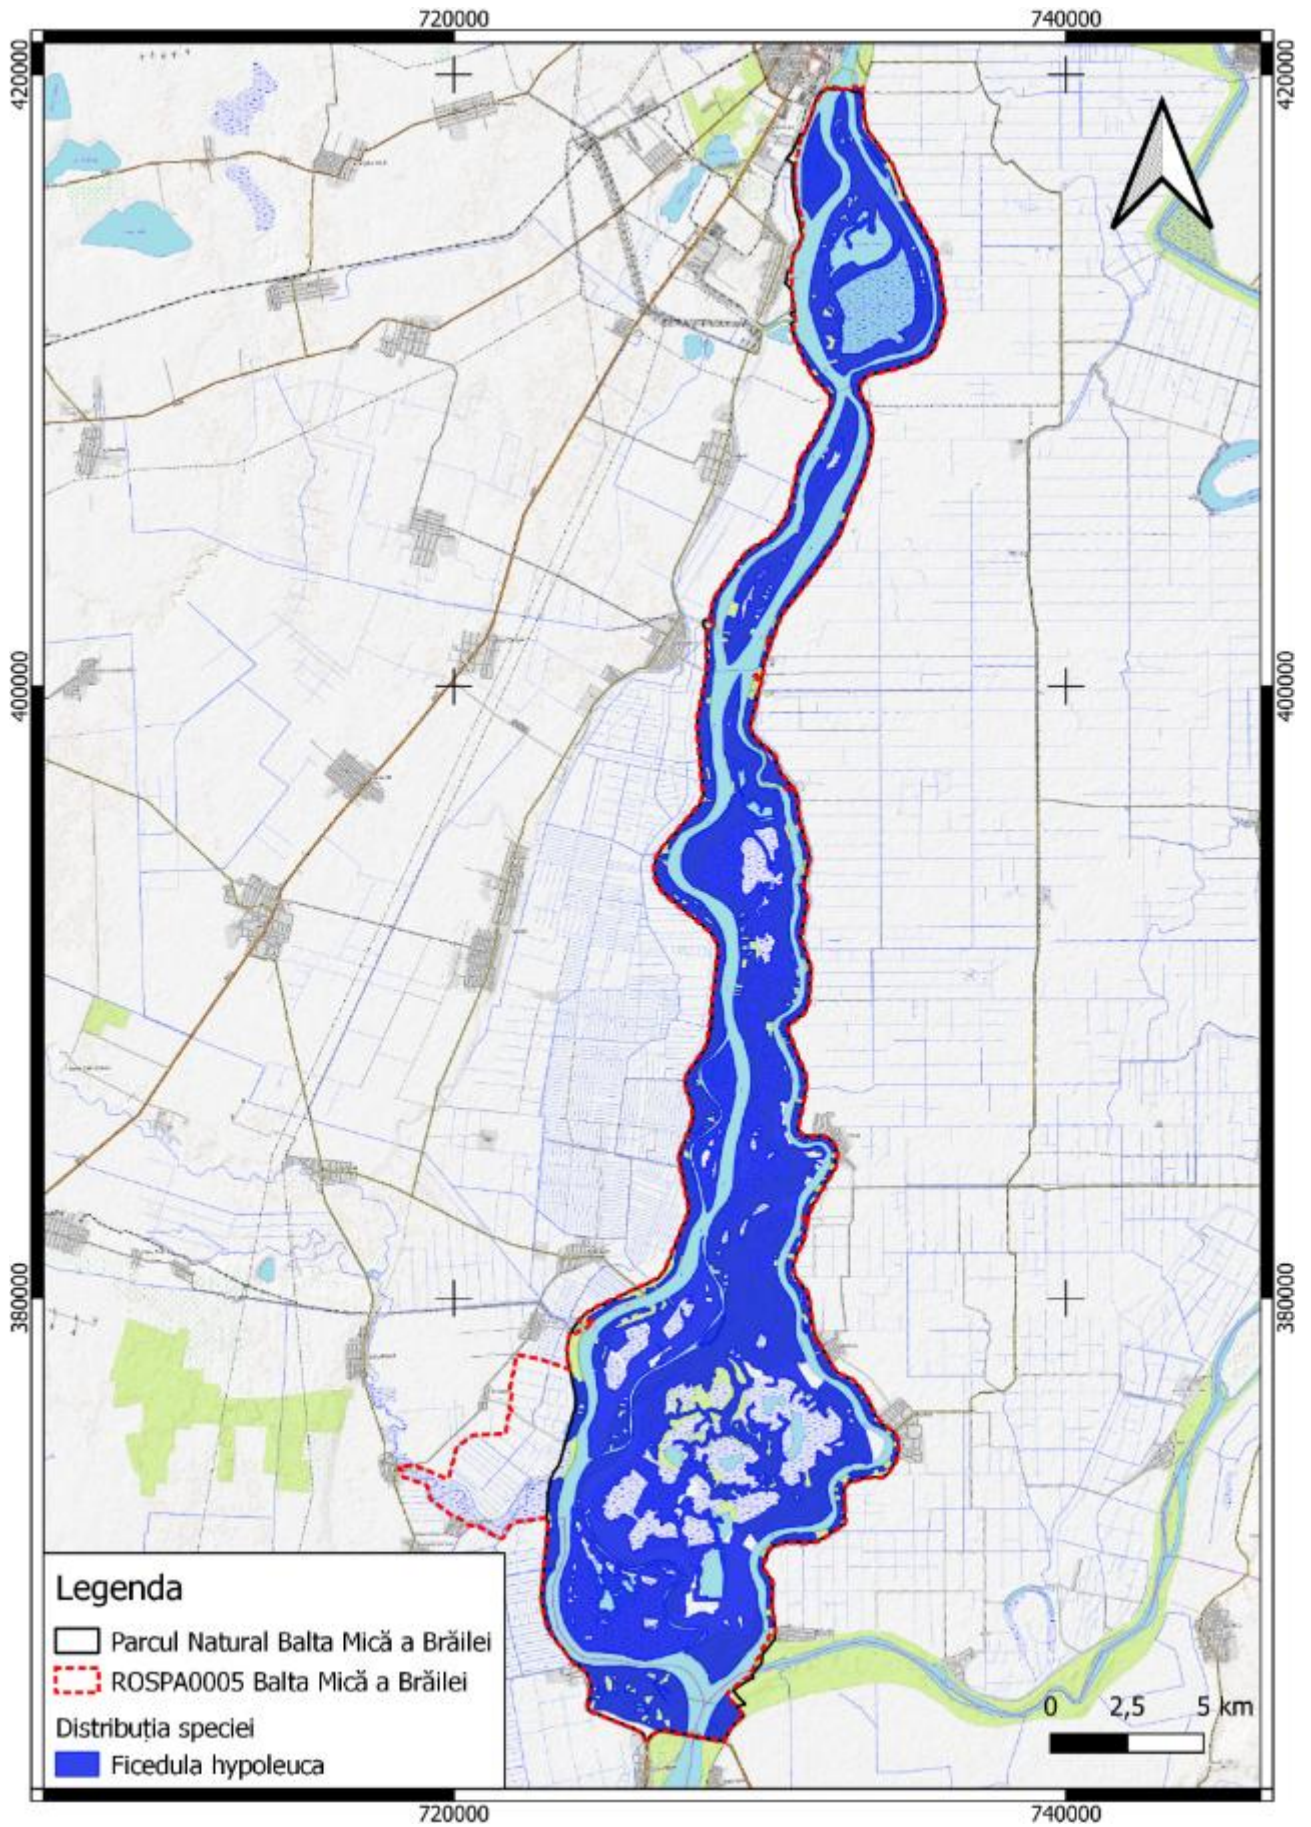 720000 740000
420000 420000
400000 400000
380000 380000
Legenda
Parcul Natural Balta Mică a Brăilei
ROSPA0005 Balta Mică a Brăilei
Distribuția speciei
Ficedula hypoleuca
0 2,5 5 km
720000 740000